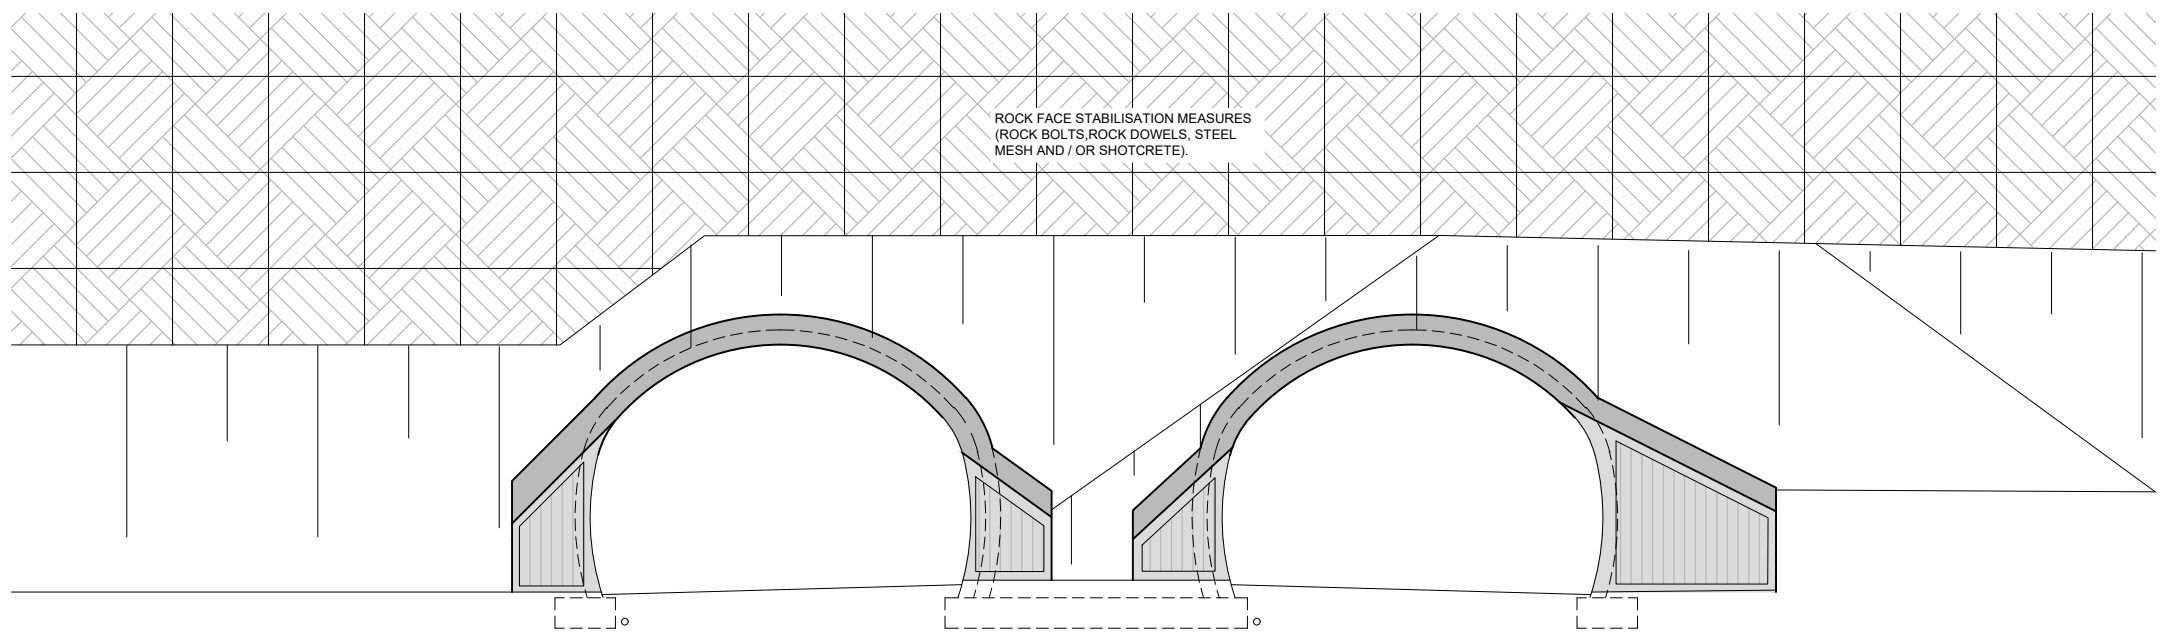 ROCK FACE STABILISATION MEASURES
(ROCK BOLTS,ROCK DOWELS, STEEL
MESH AND / OR SHOTCRETE).